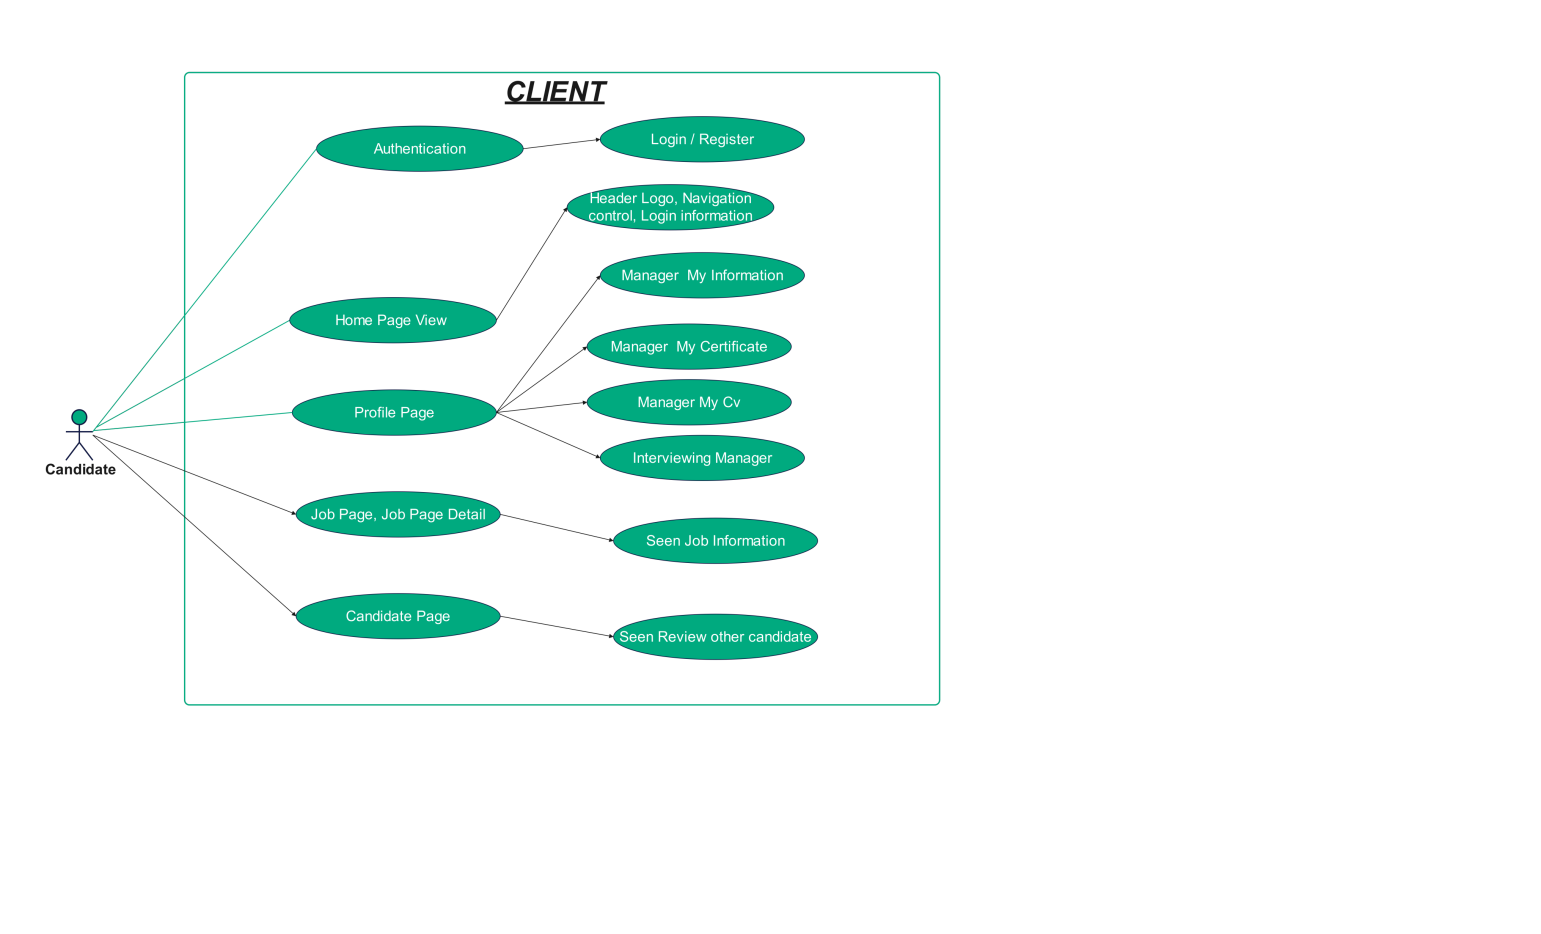 CLIENT
Authentication
Login / Register
Header Logo, Navigation
control, Login information
Manager  My Information
Home Page View
Manager  My Certificate
Profile Page
Manager My Cv
Interviewing Manager
Candidate
Job Page, Job Page Detail
Seen Job Information
Candidate Page
Seen Review other candidate